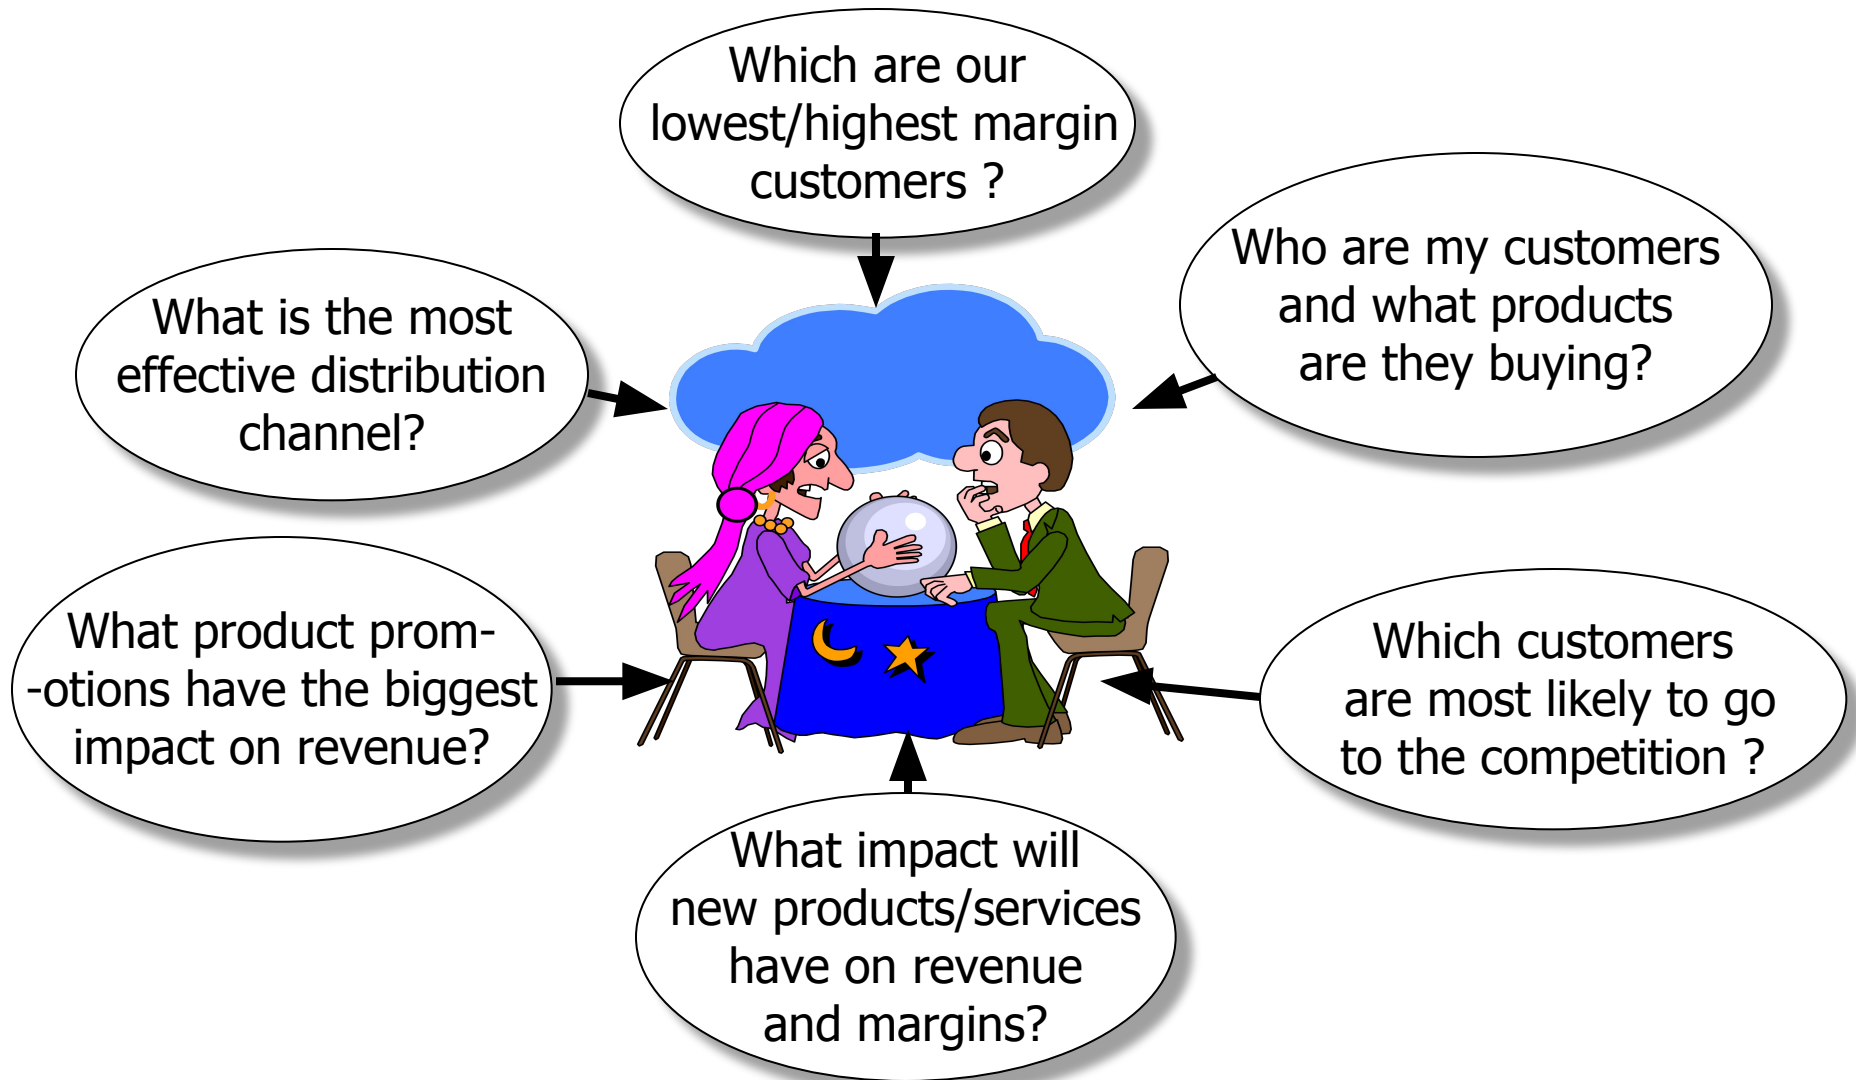 Which are our
lowest/highest margin
customers ?
Who are my customers
and what products
are they buying?
What is the most
effective distribution
channel?
What product prom-
-otions have the biggest
impact on revenue?
Which customers
are most likely to go
to the competition ?
What impact will
new products/services
have on revenue
and margins?